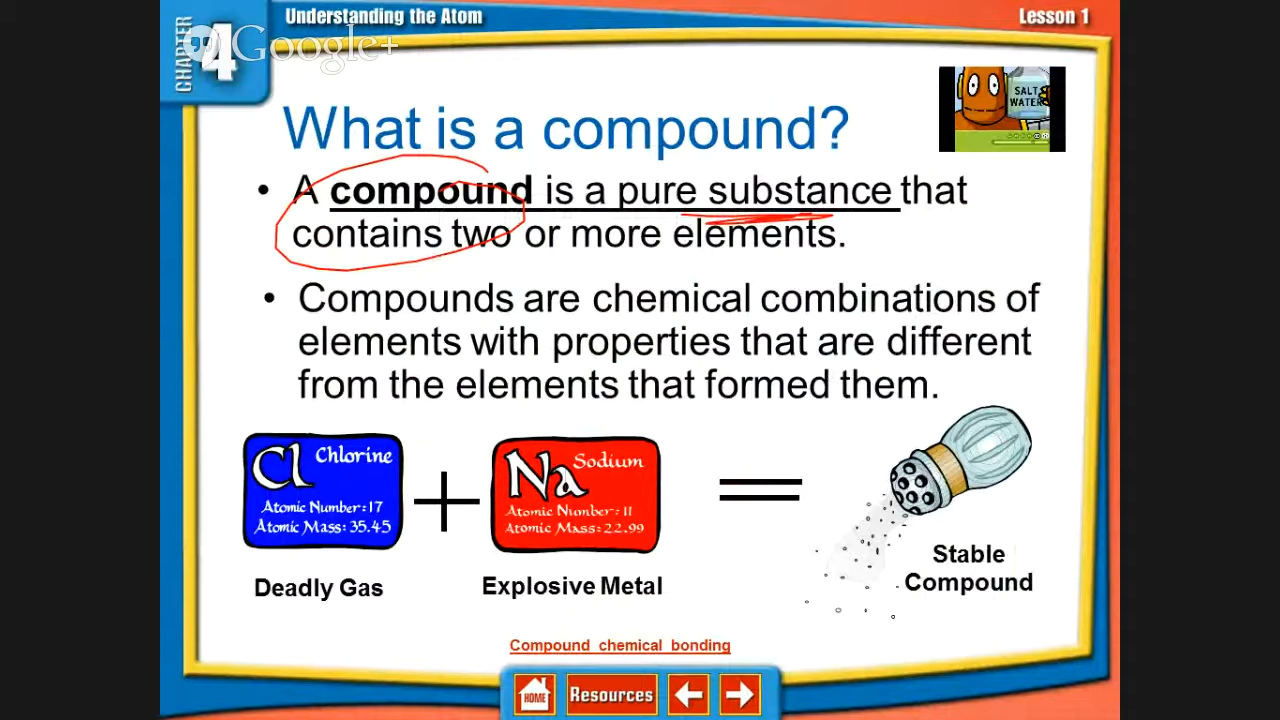 Understanding the Atom
Lesson 1
CHAPTER
4
Google+
What is a compound?
SALT
WATER
• A compound is a pure substance that
contains two or more elements.
• Compounds are chemical combinations of
elements with properties that are different
from the elements that formed them.
Cl Chlorine
Atomic Number: 17
Atomic Mass: 35.45
+
Na Sodium
Atomic Number: 11
Atomic Mass: 22.99
=
Deadly Gas
Explosive Metal
Stable
Compound
Compound chemical bonding
HOME
Resources